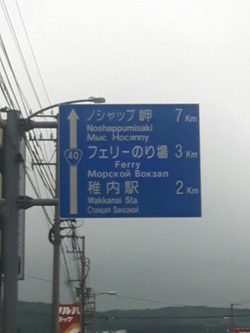 ノシャップ岬 7 Km
Noshappumisaki
Мыс Носяппу
フェリーのり場 3 Km
Ferry
Морской Вокзал
稚内駅 2 Km
Wakkanai Sta.
Станция Вакканай
40